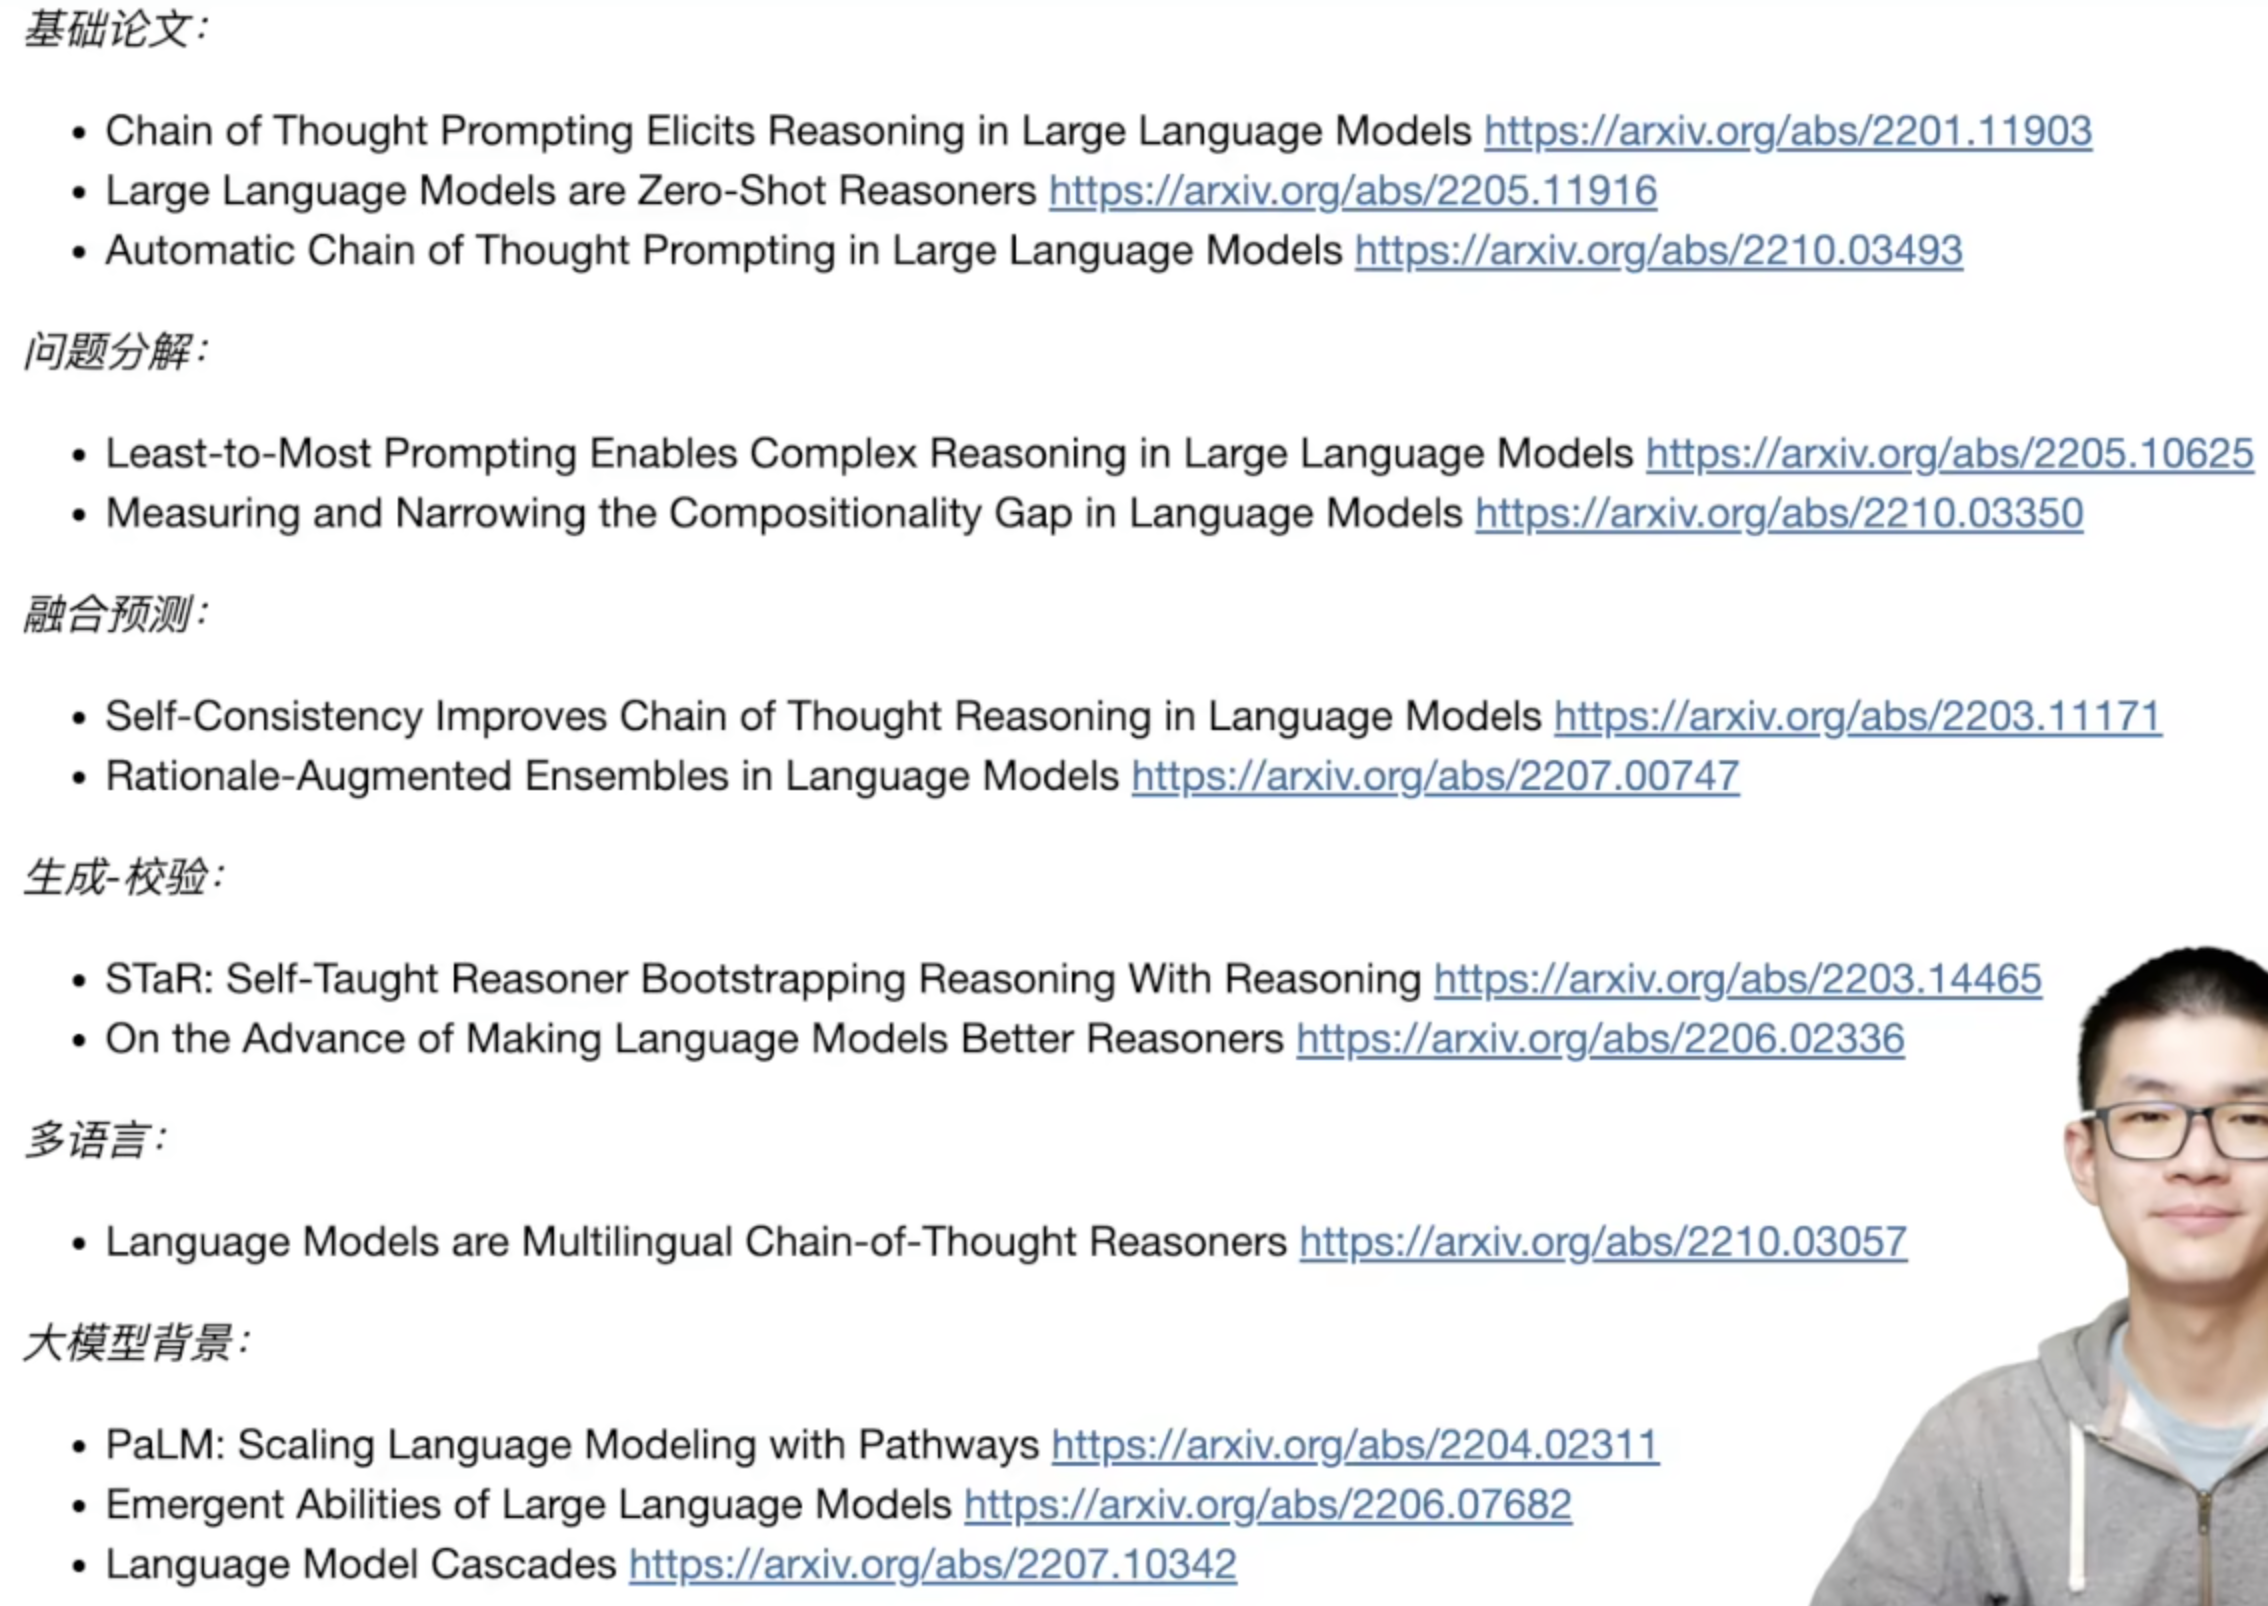 基础论文：
• Chain of Thought Prompting Elicits Reasoning in Large Language Models https://arxiv.org/abs/2201.11903
• Large Language Models are Zero-Shot Reasoners https://arxiv.org/abs/2205.11916
• Automatic Chain of Thought Prompting in Large Language Models https://arxiv.org/abs/2210.03493
问题分解：
• Least-to-Most Prompting Enables Complex Reasoning in Large Language Models https://arxiv.org/abs/2205.10625
• Measuring and Narrowing the Compositionality Gap in Language Models https://arxiv.org/abs/2210.03350
融合预测：
• Self-Consistency Improves Chain of Thought Reasoning in Language Models https://arxiv.org/abs/2203.11171
• Rationale-Augmented Ensembles in Language Models https://arxiv.org/abs/2207.00747
生成-校验：
• STaR: Self-Taught Reasoner Bootstrapping Reasoning With Reasoning https://arxiv.org/abs/2203.14465
• On the Advance of Making Language Models Better Reasoners https://arxiv.org/abs/2206.02336
多语言：
• Language Models are Multilingual Chain-of-Thought Reasoners https://arxiv.org/abs/2210.03057
大模型背景：
• PaLM: Scaling Language Modeling with Pathways https://arxiv.org/abs/2204.02311
• Emergent Abilities of Large Language Models https://arxiv.org/abs/2206.07682
• Language Model Cascades https://arxiv.org/abs/2207.10342